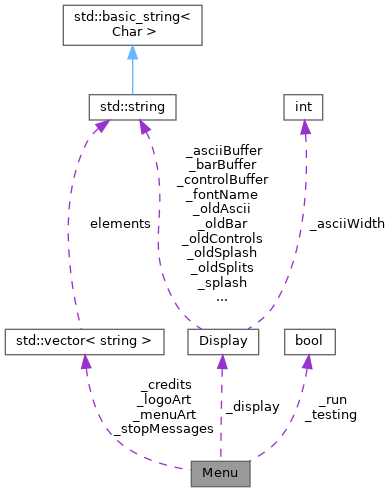 std::basic_string<
Char >
std::string
int
_asciiBuffer
_barBuffer
_controlBuffer
_fontName
_oldAscii
_oldBar
_oldControls
_oldSplash
_oldSplits
_splash
...
elements
_asciiWidth
std::vector< string >
Display
bool
_credits
_logoArt
_menuArt
_stopMessages
_display
_run
_testing
Menu